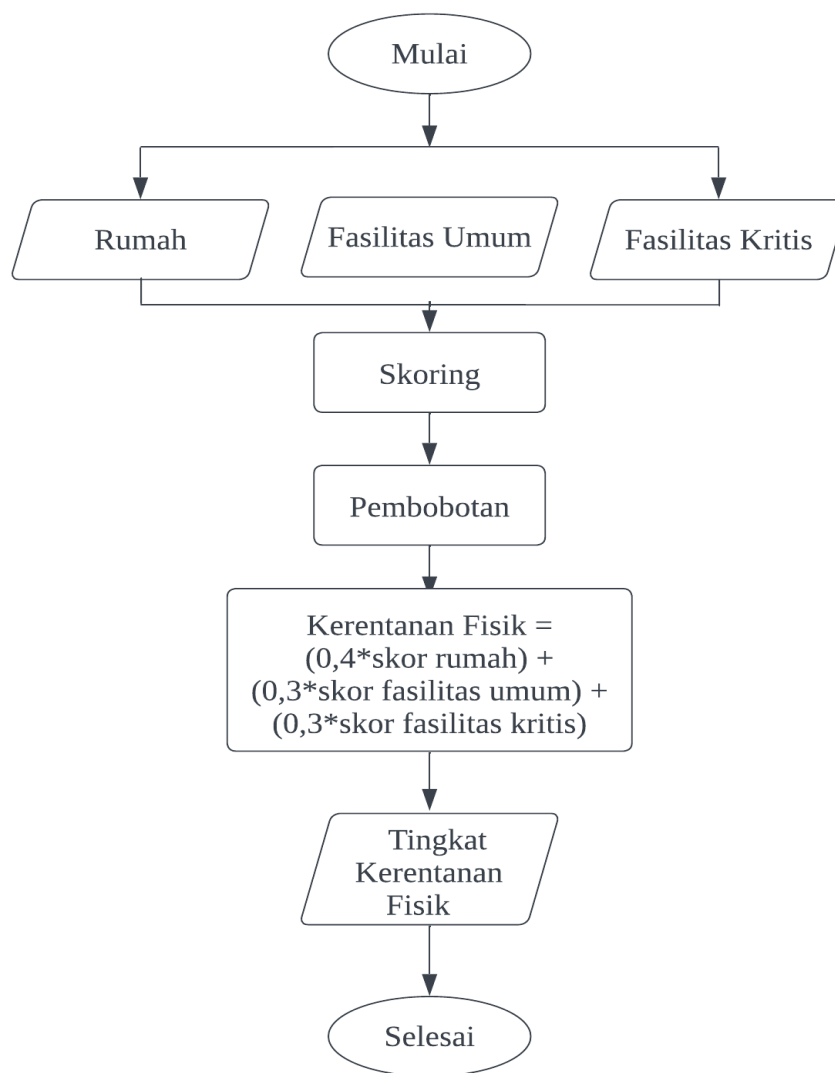 Mulai
Rumah
Fasilitas Umum
Fasilitas Kritis
Skoring
Pembobotan
Kerentanan Fisik =
(0,4*skor rumah) +
(0,3*skor fasilitas umum) +
(0,3*skor fasilitas kritis)
Tingkat
Kerentanan
Fisik
Selesai